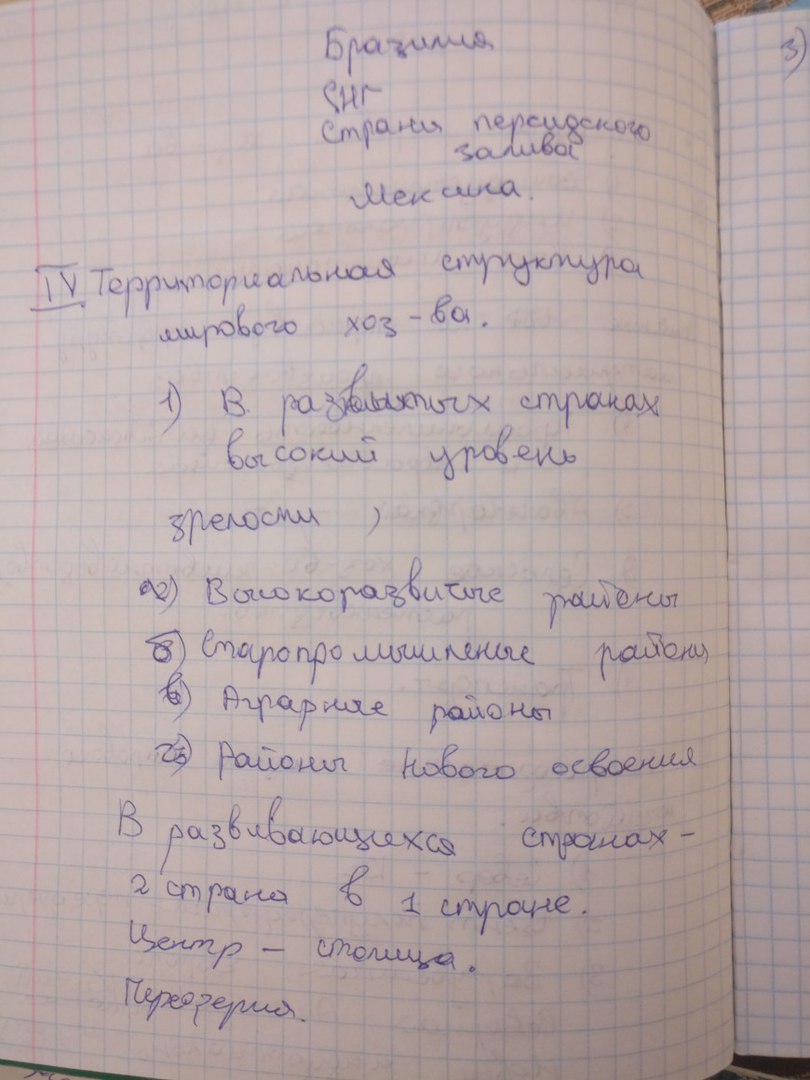 Бразилия
СНГ
Страны персидского
залива
Мексика.
IV Территориальная структура
мирового хоз-ва.
1) В развитых странах
высокий уровень
зрелости ,
а) Высокоразвитые районы
б) Старопромышленые районы
в) Аграрные районы
г) Районы нового освоения
В развивающихся странах -
2 страна в 1 стране.
Центр - столица.
3)